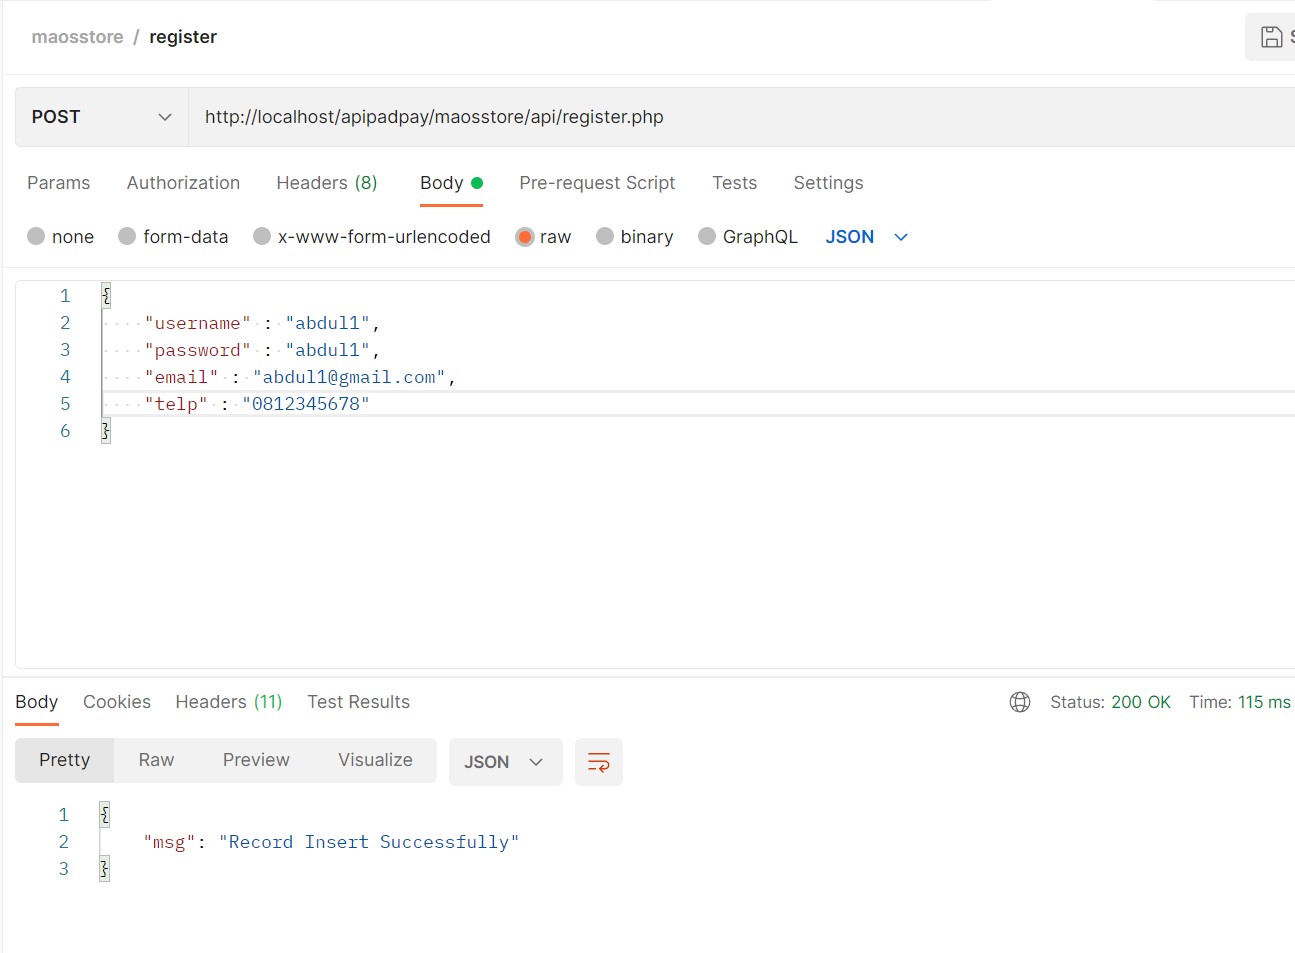 maosstore / register
POST http://localhost/apipadpay/maosstore/api/register.php
Params Authorization Headers (8) Body Pre-request Script Tests Settings
none form-data x-www-form-urlencoded raw binary GraphQL JSON
1 {
2 "username" : "abdul1",
3 "password" : "abdul1",
4 "email" : "abdul1@gmail.com",
5 "telp" : "0812345678"
6 }
Body Cookies Headers (11) Test Results Status: 200 OK Time: 115 ms
Pretty Raw Preview Visualize JSON
1 {
2 "msg": "Record Insert Successfully"
3 }